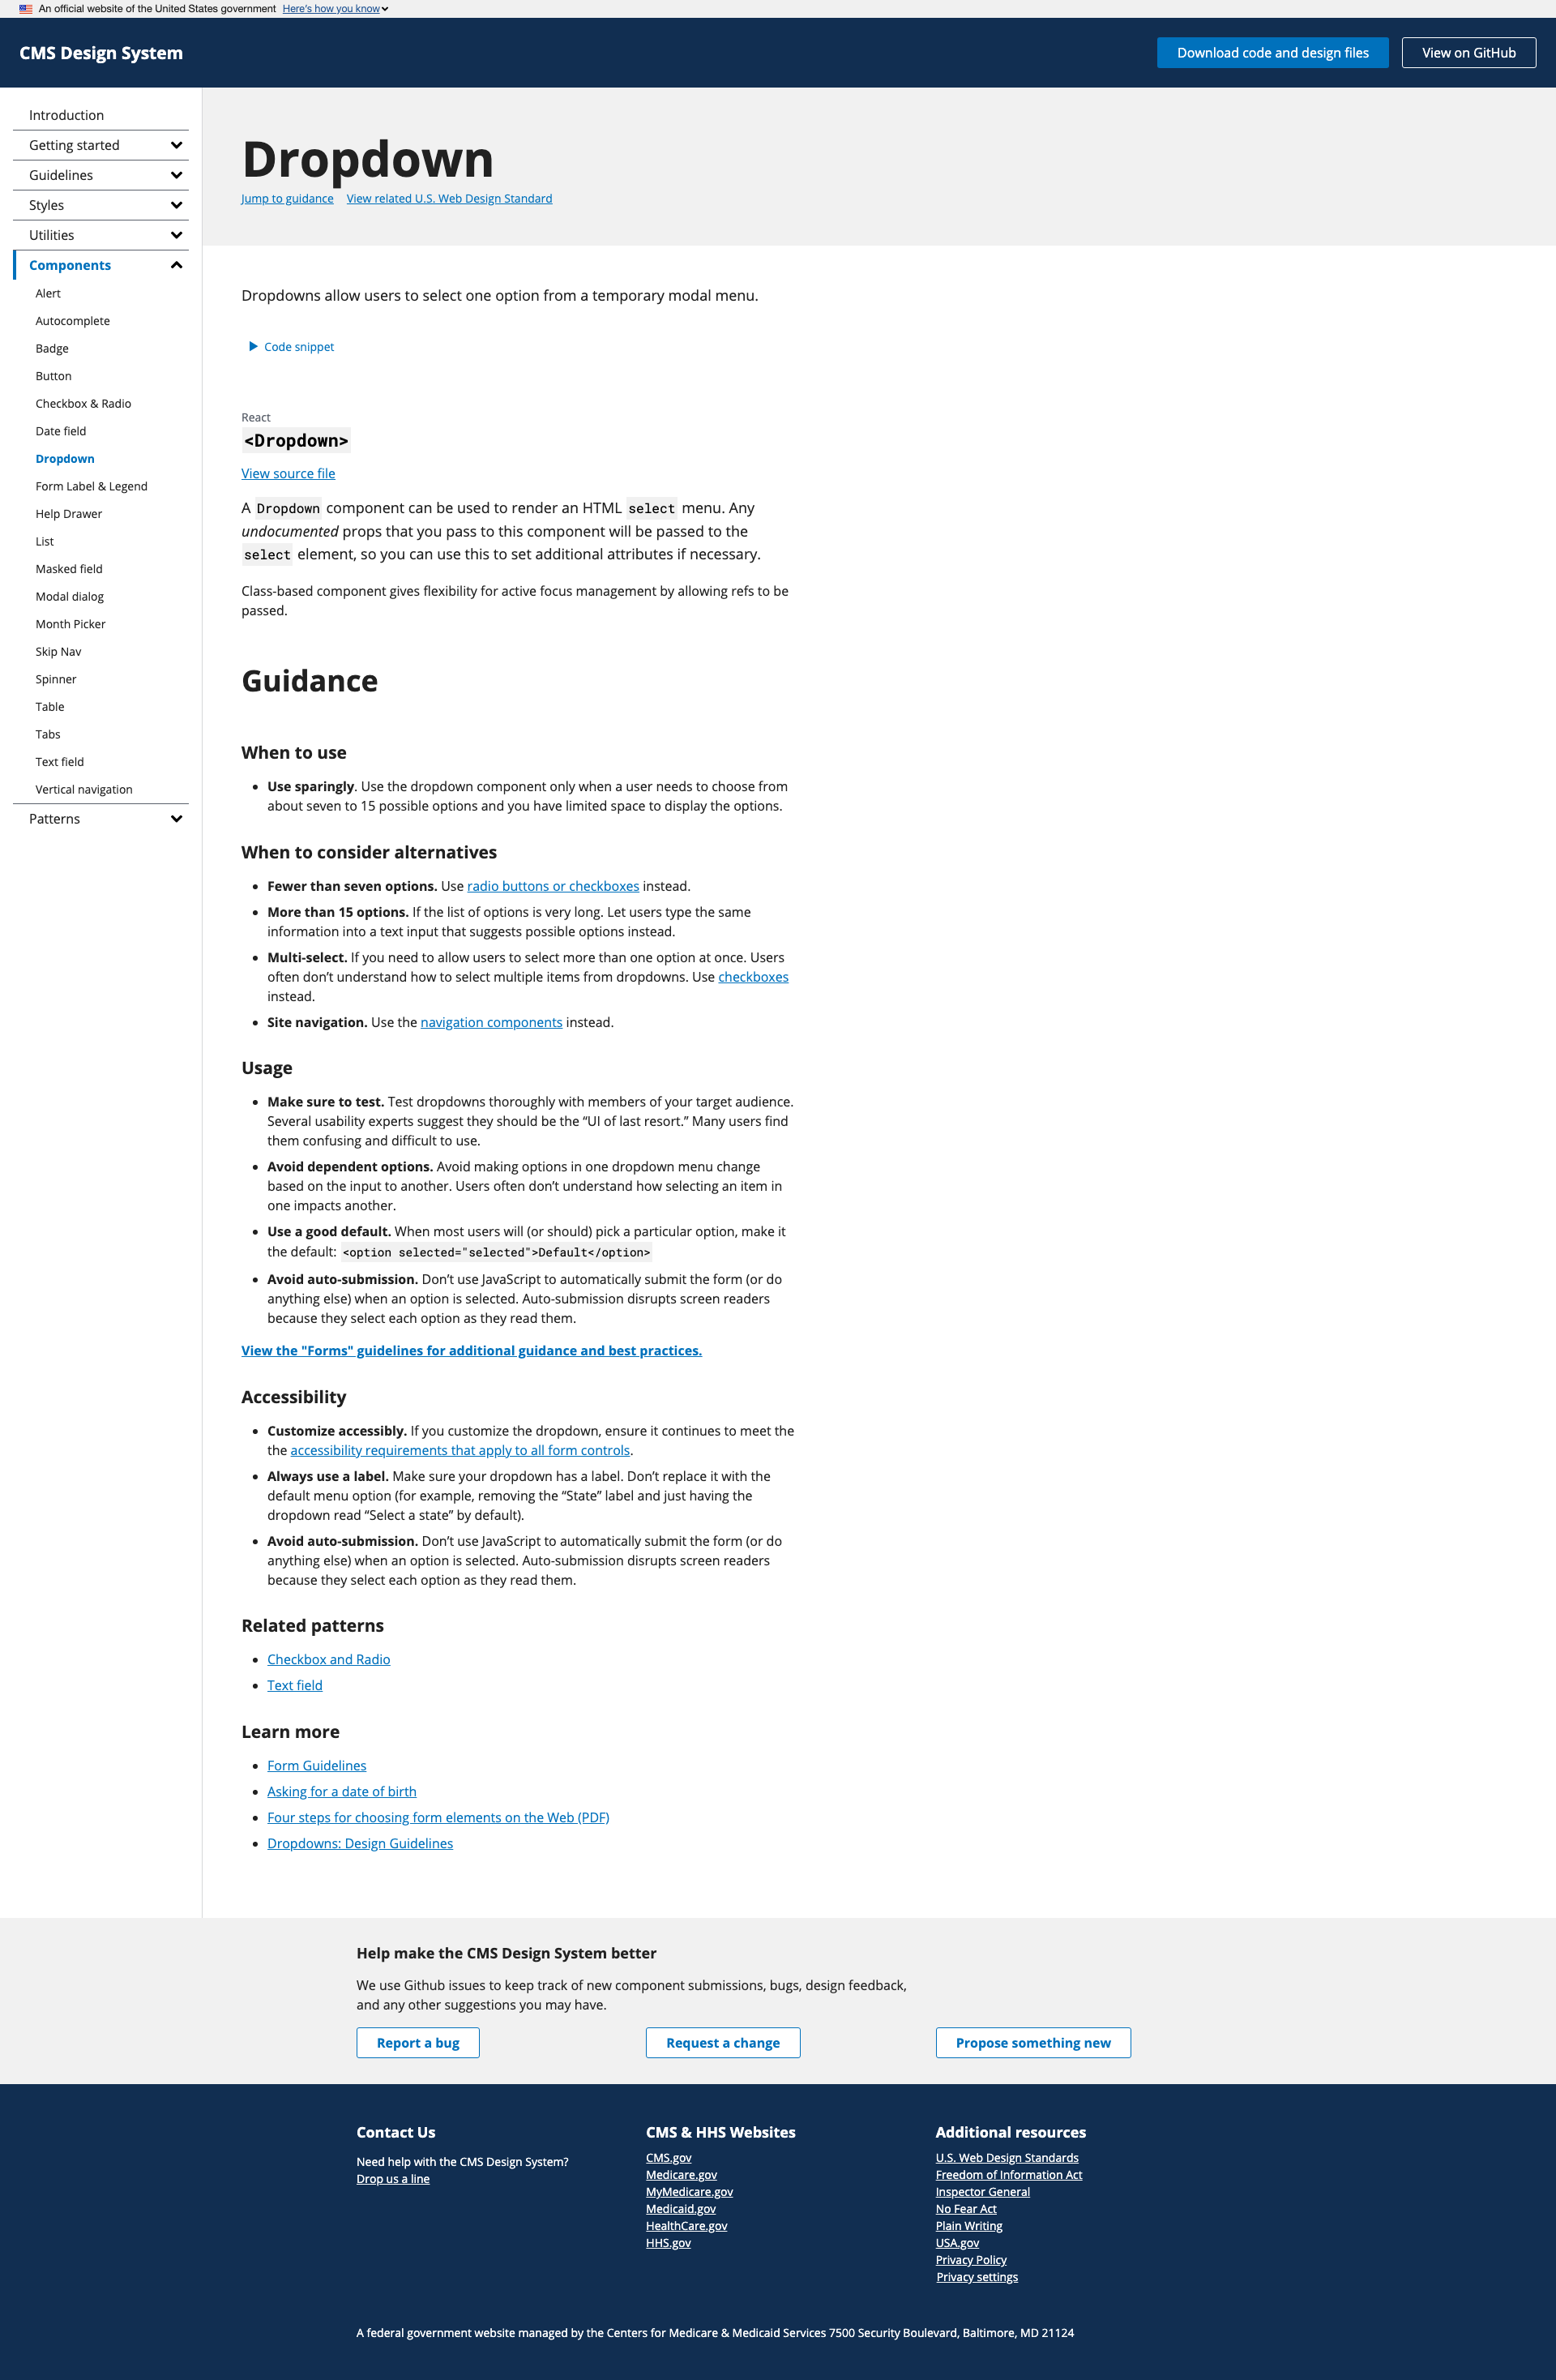 An official website of the United States government Here's how you know
CMS Design System
Download code and design files
View on GitHub
Introduction
Getting started
Guidelines
Styles
Utilities
Components
Alert
Autocomplete
Badge
Button
Checkbox & Radio
Date field
Dropdown
Form Label & Legend
Help Drawer
List
Masked field
Modal dialog
Month Picker
Skip Nav
Spinner
Table
Tabs
Text field
Vertical navigation
Patterns
Dropdown
Jump to guidance View related U.S. Web Design Standard
Dropdowns allow users to select one option from a temporary modal menu.
Code snippet
React
<Dropdown>
View source file
A Dropdown component can be used to render an HTML select menu. Any
undocumented props that you pass to this component will be passed to the
select element, so you can use this to set additional attributes if necessary.
Class-based component gives flexibility for active focus management by allowing refs to be
passed.
Guidance
When to use
Use sparingly. Use the dropdown component only when a user needs to choose from
about seven to 15 possible options and you have limited space to display the options.
When to consider alternatives
Fewer than seven options. Use radio buttons or checkboxes instead.
More than 15 options. If the list of options is very long. Let users type the same
information into a text input that suggests possible options instead.
Multi-select. If you need to allow users to select more than one option at once. Users
often don’t understand how to select multiple items from dropdowns. Use checkboxes
instead.
Site navigation. Use the navigation components instead.
Usage
Make sure to test. Test dropdowns thoroughly with members of your target audience.
Several usability experts suggest they should be the “UI of last resort.” Many users find
them confusing and difficult to use.
Avoid dependent options. Avoid making options in one dropdown menu change
based on the input to another. Users often don’t understand how selecting an item in
one impacts another.
Use a good default. When most users will (or should) pick a particular option, make it
the default: <option selected="selected">Default</option>
Avoid auto-submission. Don’t use JavaScript to automatically submit the form (or do
anything else) when an option is selected. Auto-submission disrupts screen readers
because they select each option as they read them.
View the "Forms" guidelines for additional guidance and best practices.
Accessibility
Customize accessibly. If you customize the dropdown, ensure it continues to meet the
the accessibility requirements that apply to all form controls.
Always use a label. Make sure your dropdown has a label. Don’t replace it with the
default menu option (for example, removing the “State” label and just having the
dropdown read “Select a state” by default).
Avoid auto-submission. Don’t use JavaScript to automatically submit the form (or do
anything else) when an option is selected. Auto-submission disrupts screen readers
because they select each option as they read them.
Related patterns
Checkbox and Radio
Text field
Learn more
Form Guidelines
Asking for a date of birth
Four steps for choosing form elements on the Web (PDF)
Dropdowns: Design Guidelines
Help make the CMS Design System better
We use Github issues to keep track of new component submissions, bugs, design feedback,
and any other suggestions you may have.
Report a bug
Request a change
Propose something new
Contact Us
Need help with the CMS Design System?
Drop us a line
CMS & HHS Websites
CMS.gov
Medicare.gov
MyMedicare.gov
Medicaid.gov
HealthCare.gov
HHS.gov
Additional resources
U.S. Web Design Standards
Freedom of Information Act
Inspector General
No Fear Act
Plain Writing
USA.gov
Privacy Policy
Privacy settings
A federal government website managed by the Centers for Medicare & Medicaid Services 7500 Security Boulevard, Baltimore, MD 21124